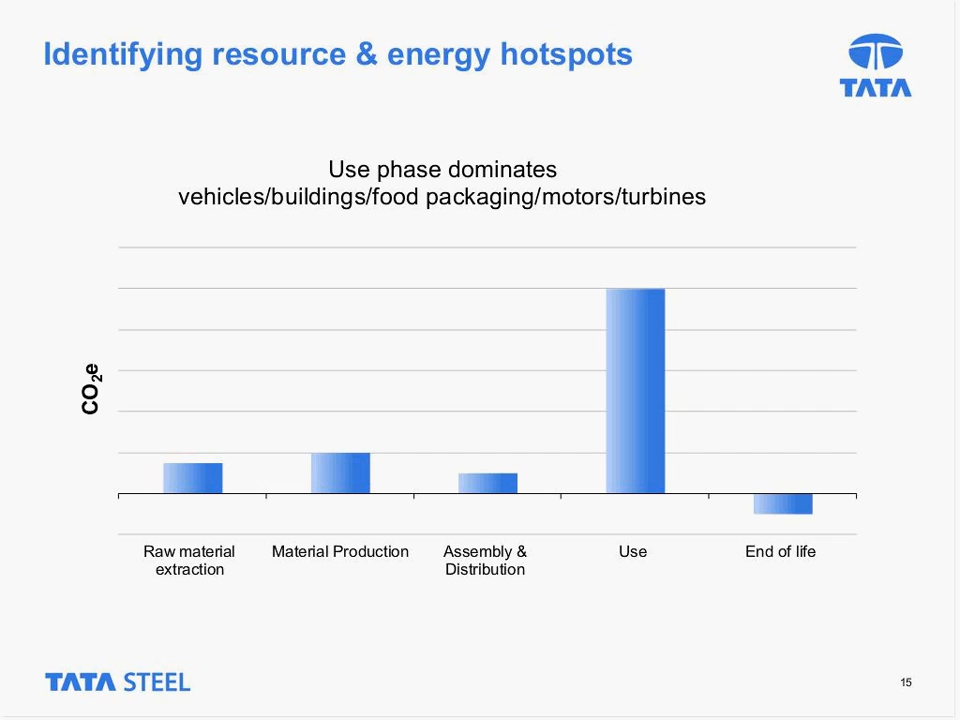 Identifying resource & energy hotspots
TATA
Use phase dominates
vehicles/buildings/food packaging/motors/turbines
CO₂e
Raw material
extraction
Material Production
Assembly &
Distribution
Use
End of life
TATA STEEL
15